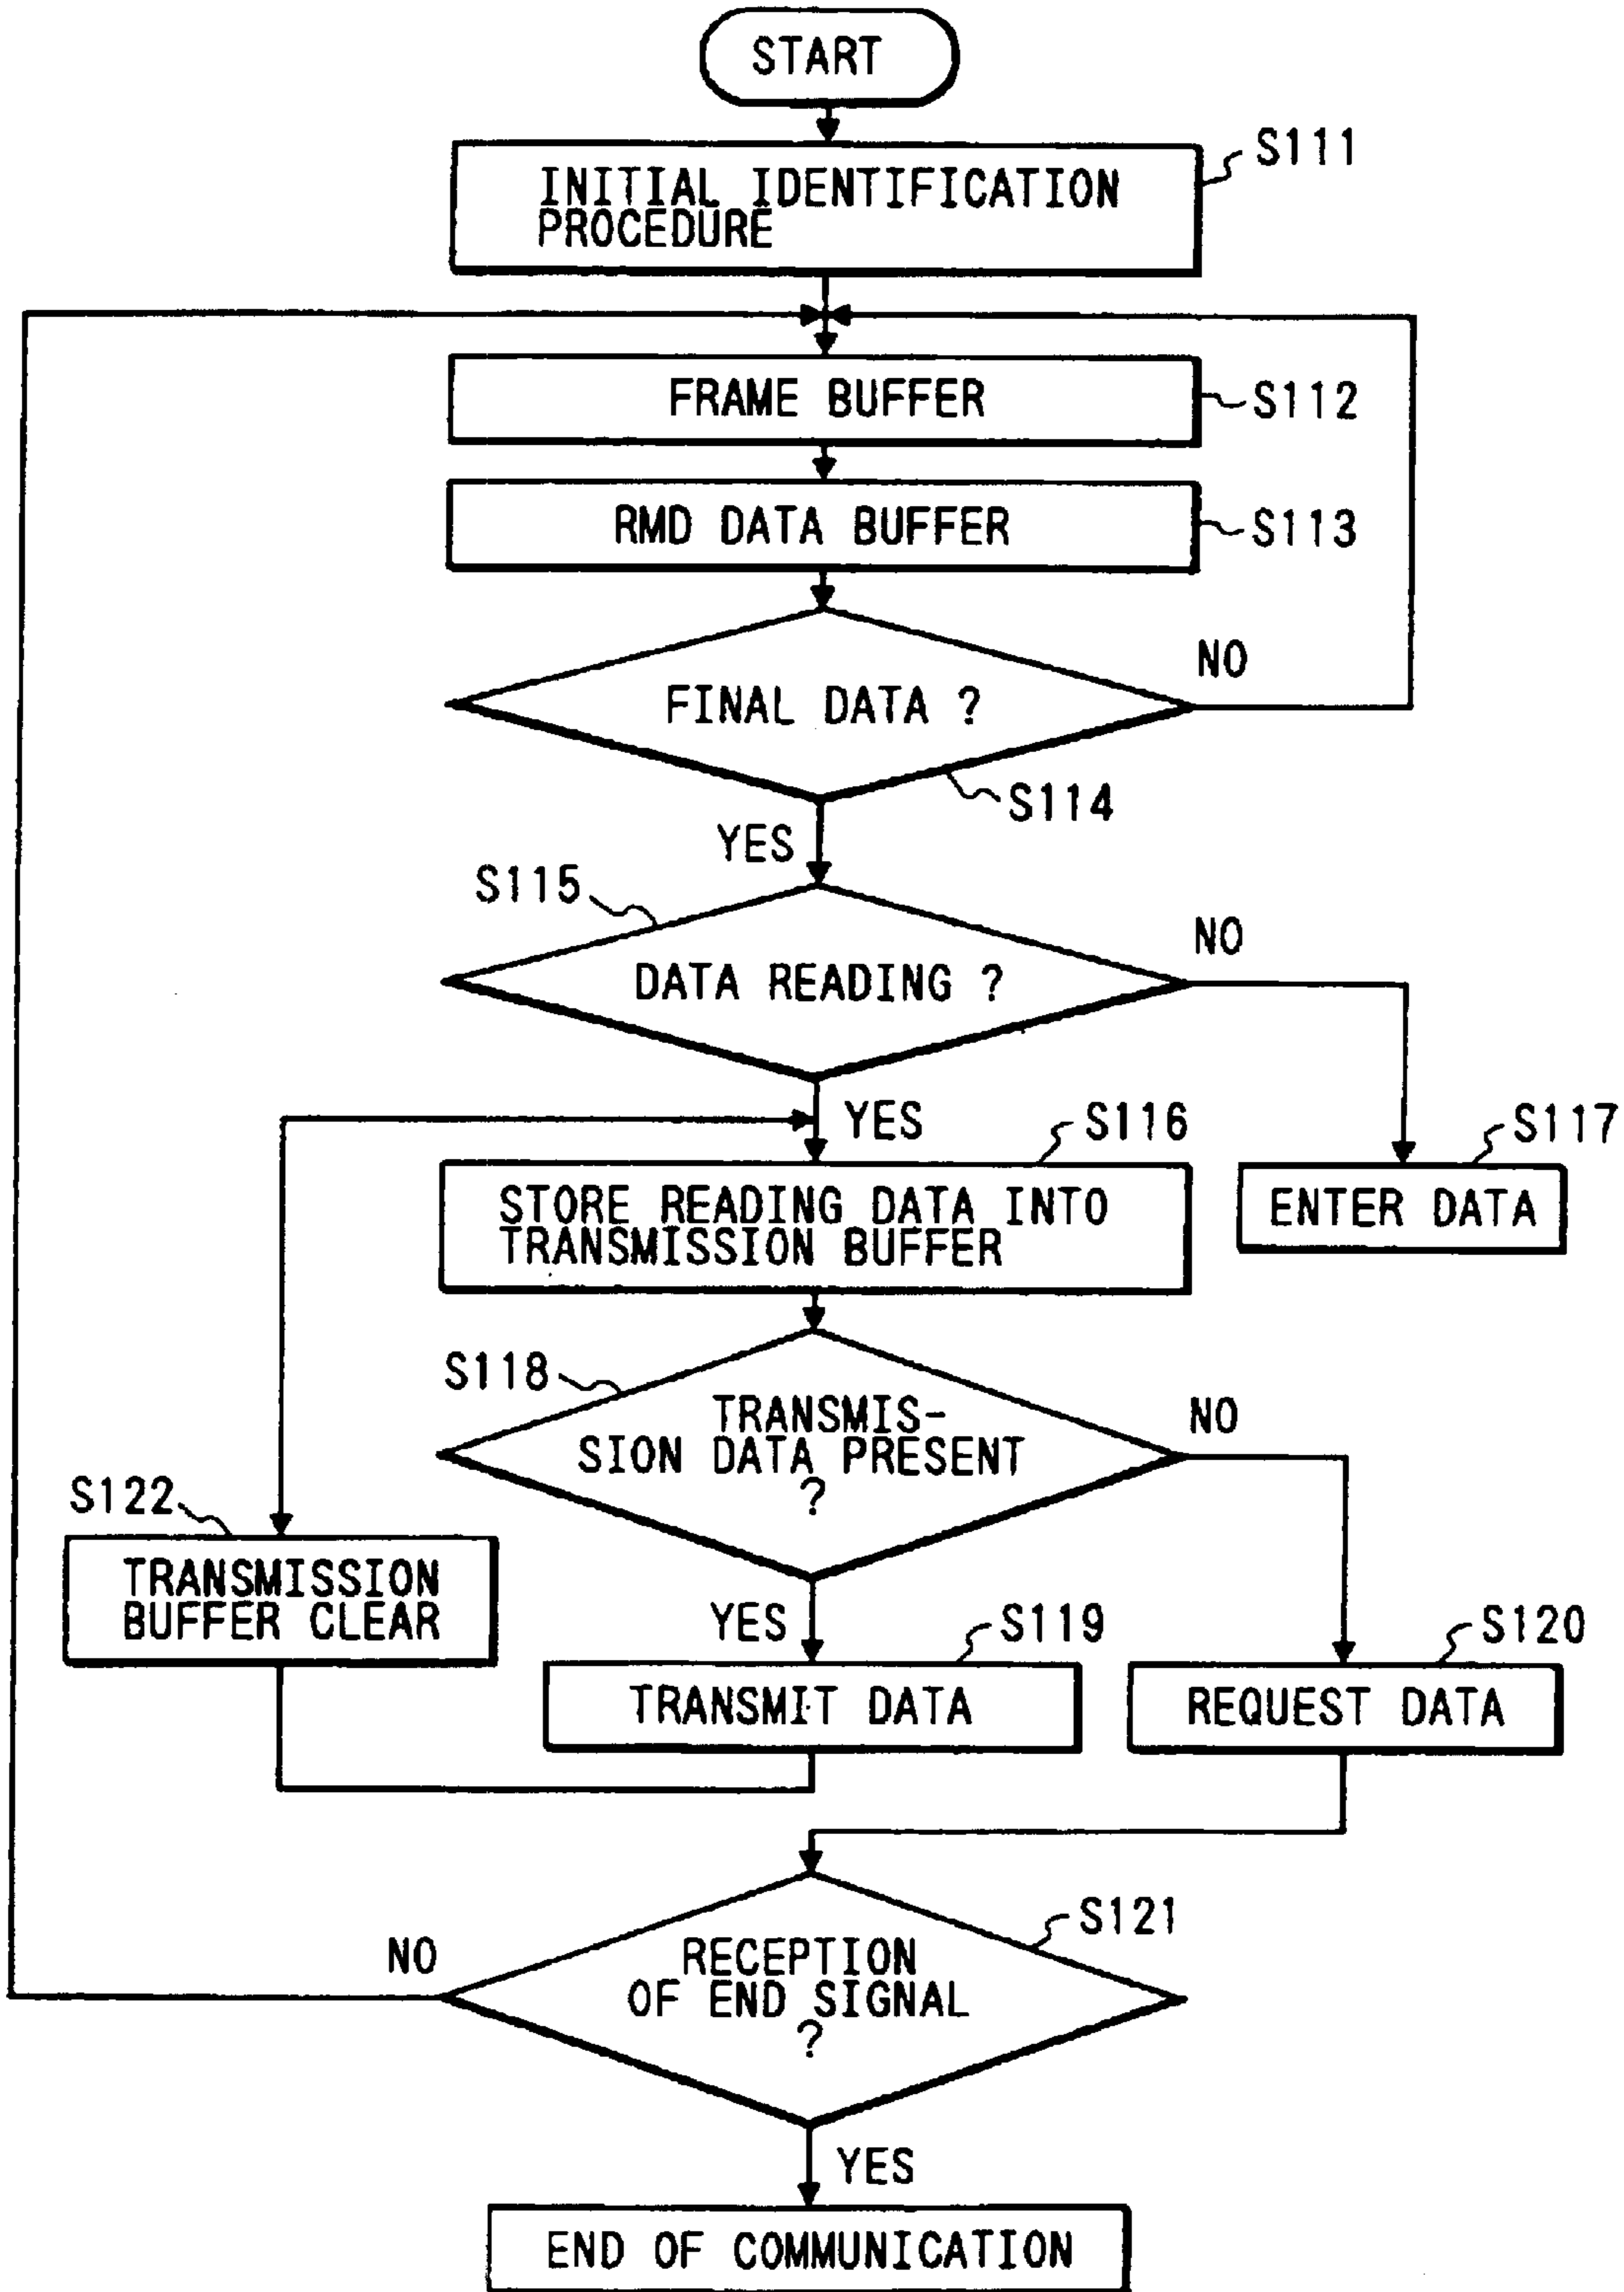 START
S111
INITIAL IDENTIFICATION
PROCEDURE
FRAME BUFFER
S112
RMD DATA BUFFER
S113
NO
FINAL DATA ?
S114
YES
S115
NO
DATA READING ?
YES
S116
S117
STORE READING DATA INTO
TRANSMISSION BUFFER
ENTER DATA
S118
TRANSMIS-
SION DATA PRESENT
?
NO
S122
TRANSMISSION
BUFFER CLEAR
YES
S119
S120
TRANSMIT DATA
REQUEST DATA
S121
NO
RECEPTION
OF END SIGNAL
?
YES
END OF COMMUNICATION